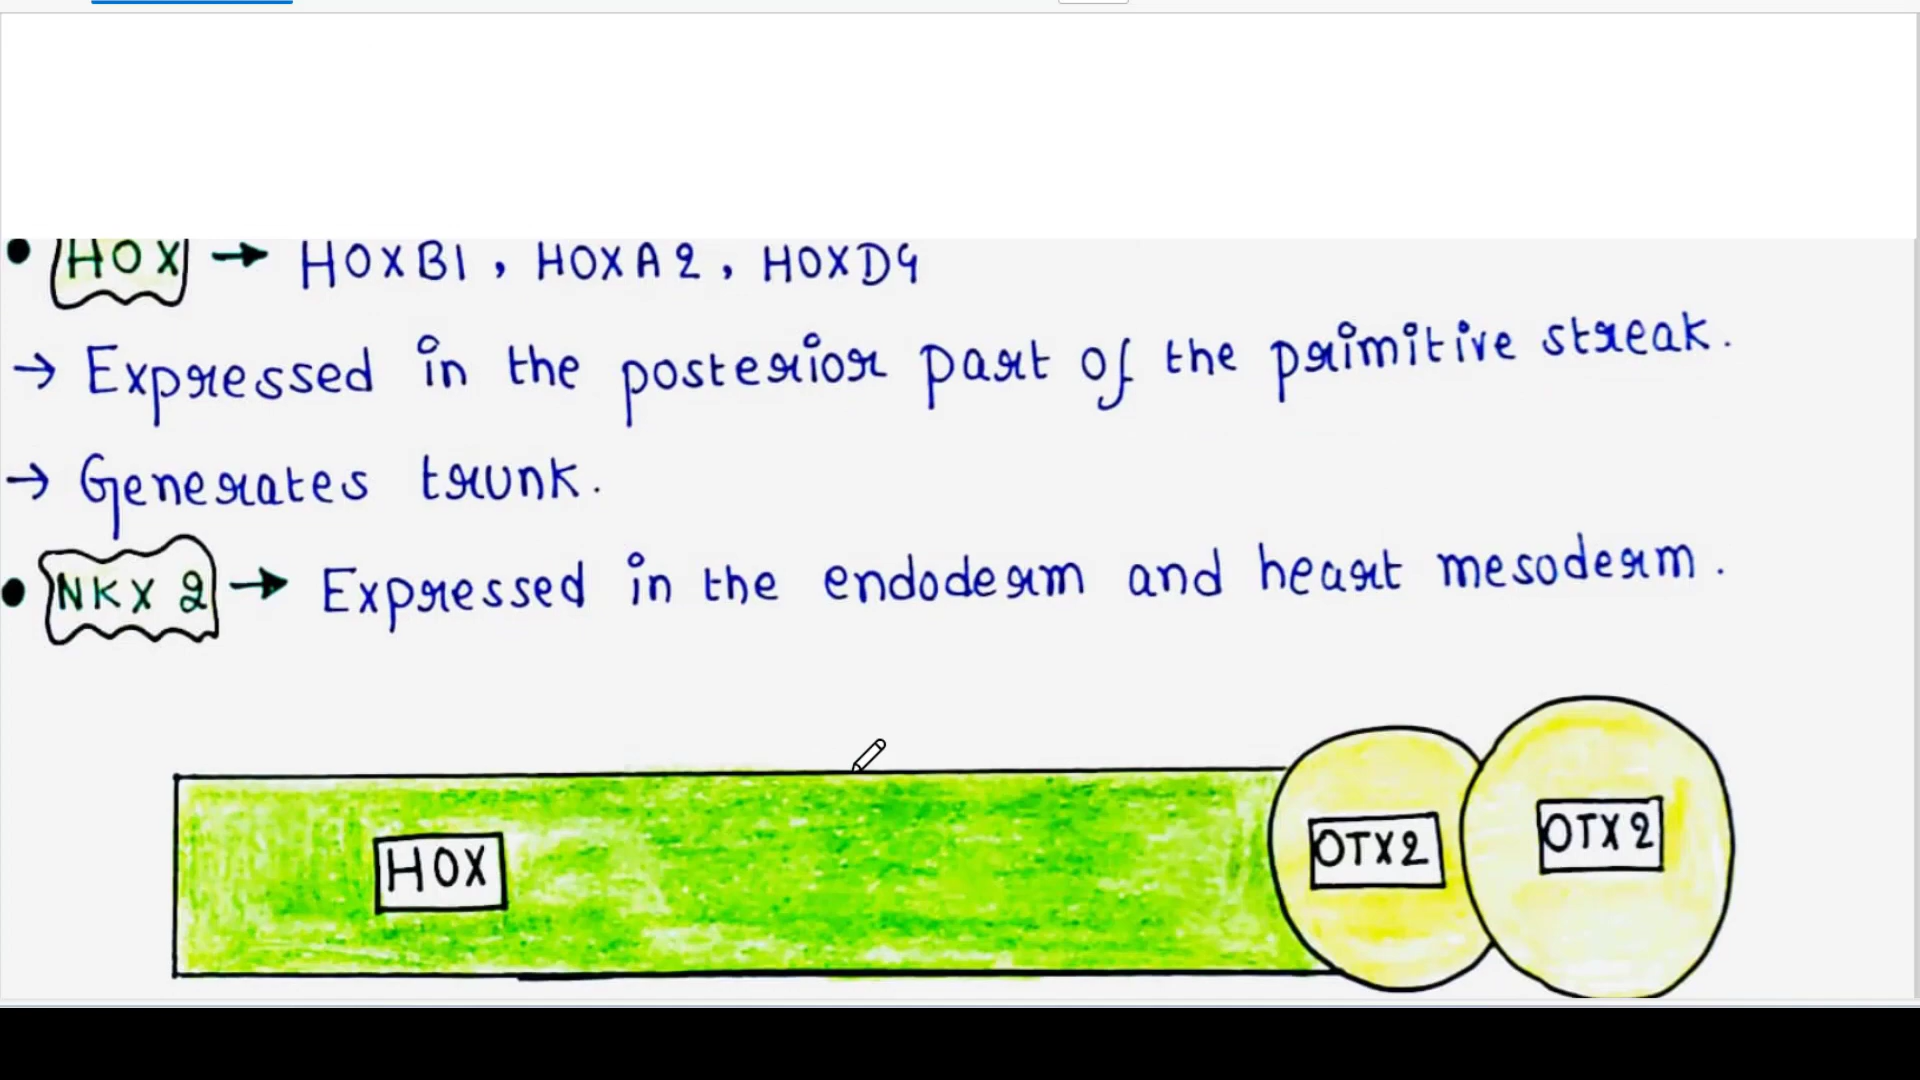 • HOX → HOXB1, HOXA2, HOXD4
→ Expressed in the posterior part of the primitive streak.
→ Generates trunk.
• NKX 2 → Expressed in the endoderm and heart mesoderm.
HOX
OTX2
OTX2